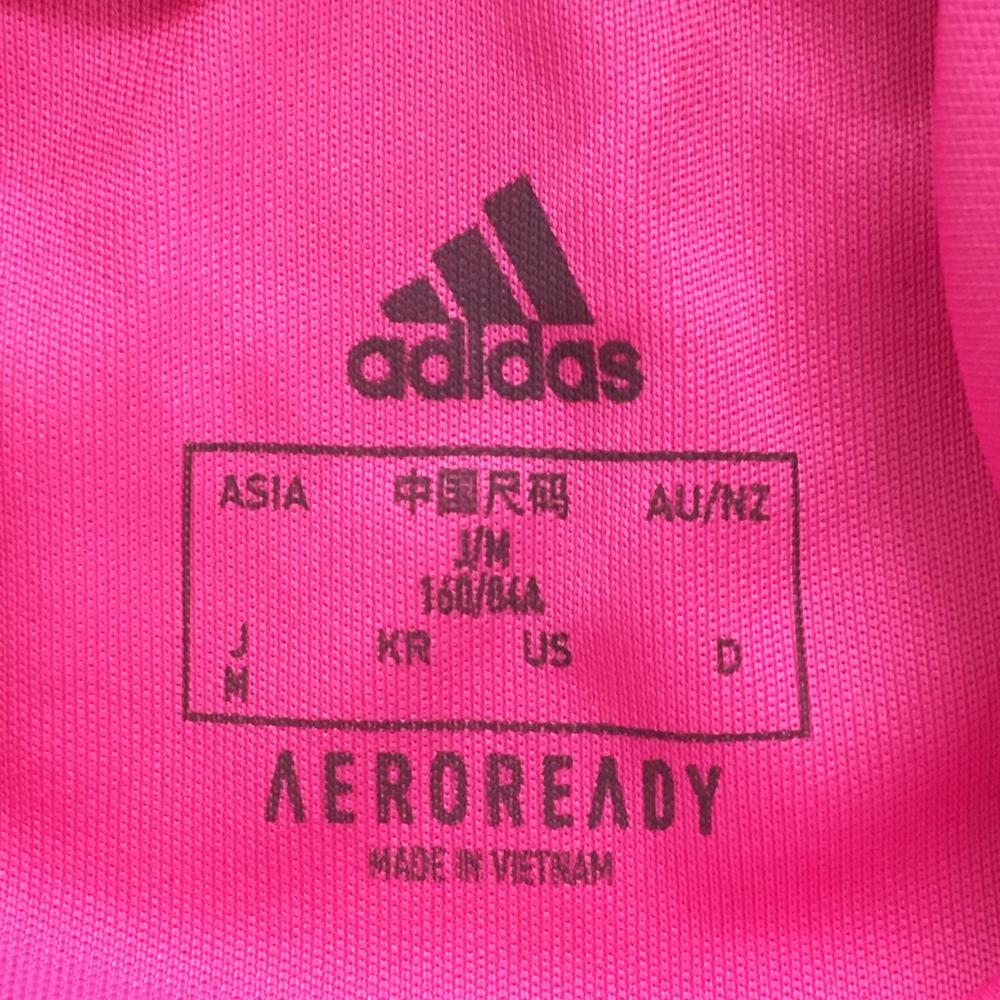 adidas
ASIA 中国尺码 AU/NZ
J/M
160/84A
J KR US D
M
AEROREADY
MADE IN VIETNAM